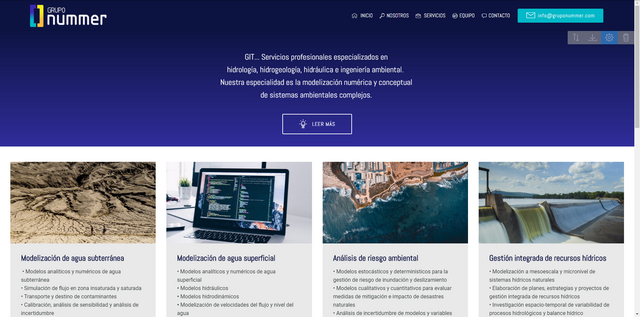 GRUPO
nummer
INICIO
NOSOTROS
SERVICIOS
EQUIPO
CONTACTO
info@gruponummer.com
GIT... Servicios profesionales especializados en
hidrología, hidrogeología, hidráulica e ingeniería ambiental.
Nuestra especialidad es la modelización numérica y conceptual
de sistemas ambientales complejos.
LEER MÁS
Modelización de agua subterránea
• Modelos analíticos y numéricos de agua
subterránea
• Simulación de flujo en zona insaturada y saturada
• Transporte y destino de contaminantes
• Calibración, análisis de sensibilidad y análisis de
incertidumbre
Modelización de agua superficial
• Modelos analíticos y numéricos de agua
superficial
• Modelos hidráulicos
• Modelos hidrodinámicos
• Modelización de velocidades del flujo y nivel del
agua
Análisis de riesgo ambiental
• Modelos estocásticos y determinísticos para la
gestión de riesgo de inundación y deslizamiento
• Modelos cualitativos y cuantitativos para evaluar
medidas de mitigación e impacto de desastres
naturales
• Análisis de incertidumbre de modelos y variables
Gestión integrada de recursos hídricos
• Modelización a mesoescala y micronivel de
sistemas hídricos naturales
• Elaboración de planes, estrategias y proyectos de
gestión integrada de recursos hídricos
• Investigación espacio-temporal de variabilidad de
procesos hidrológicos y balance hídrico